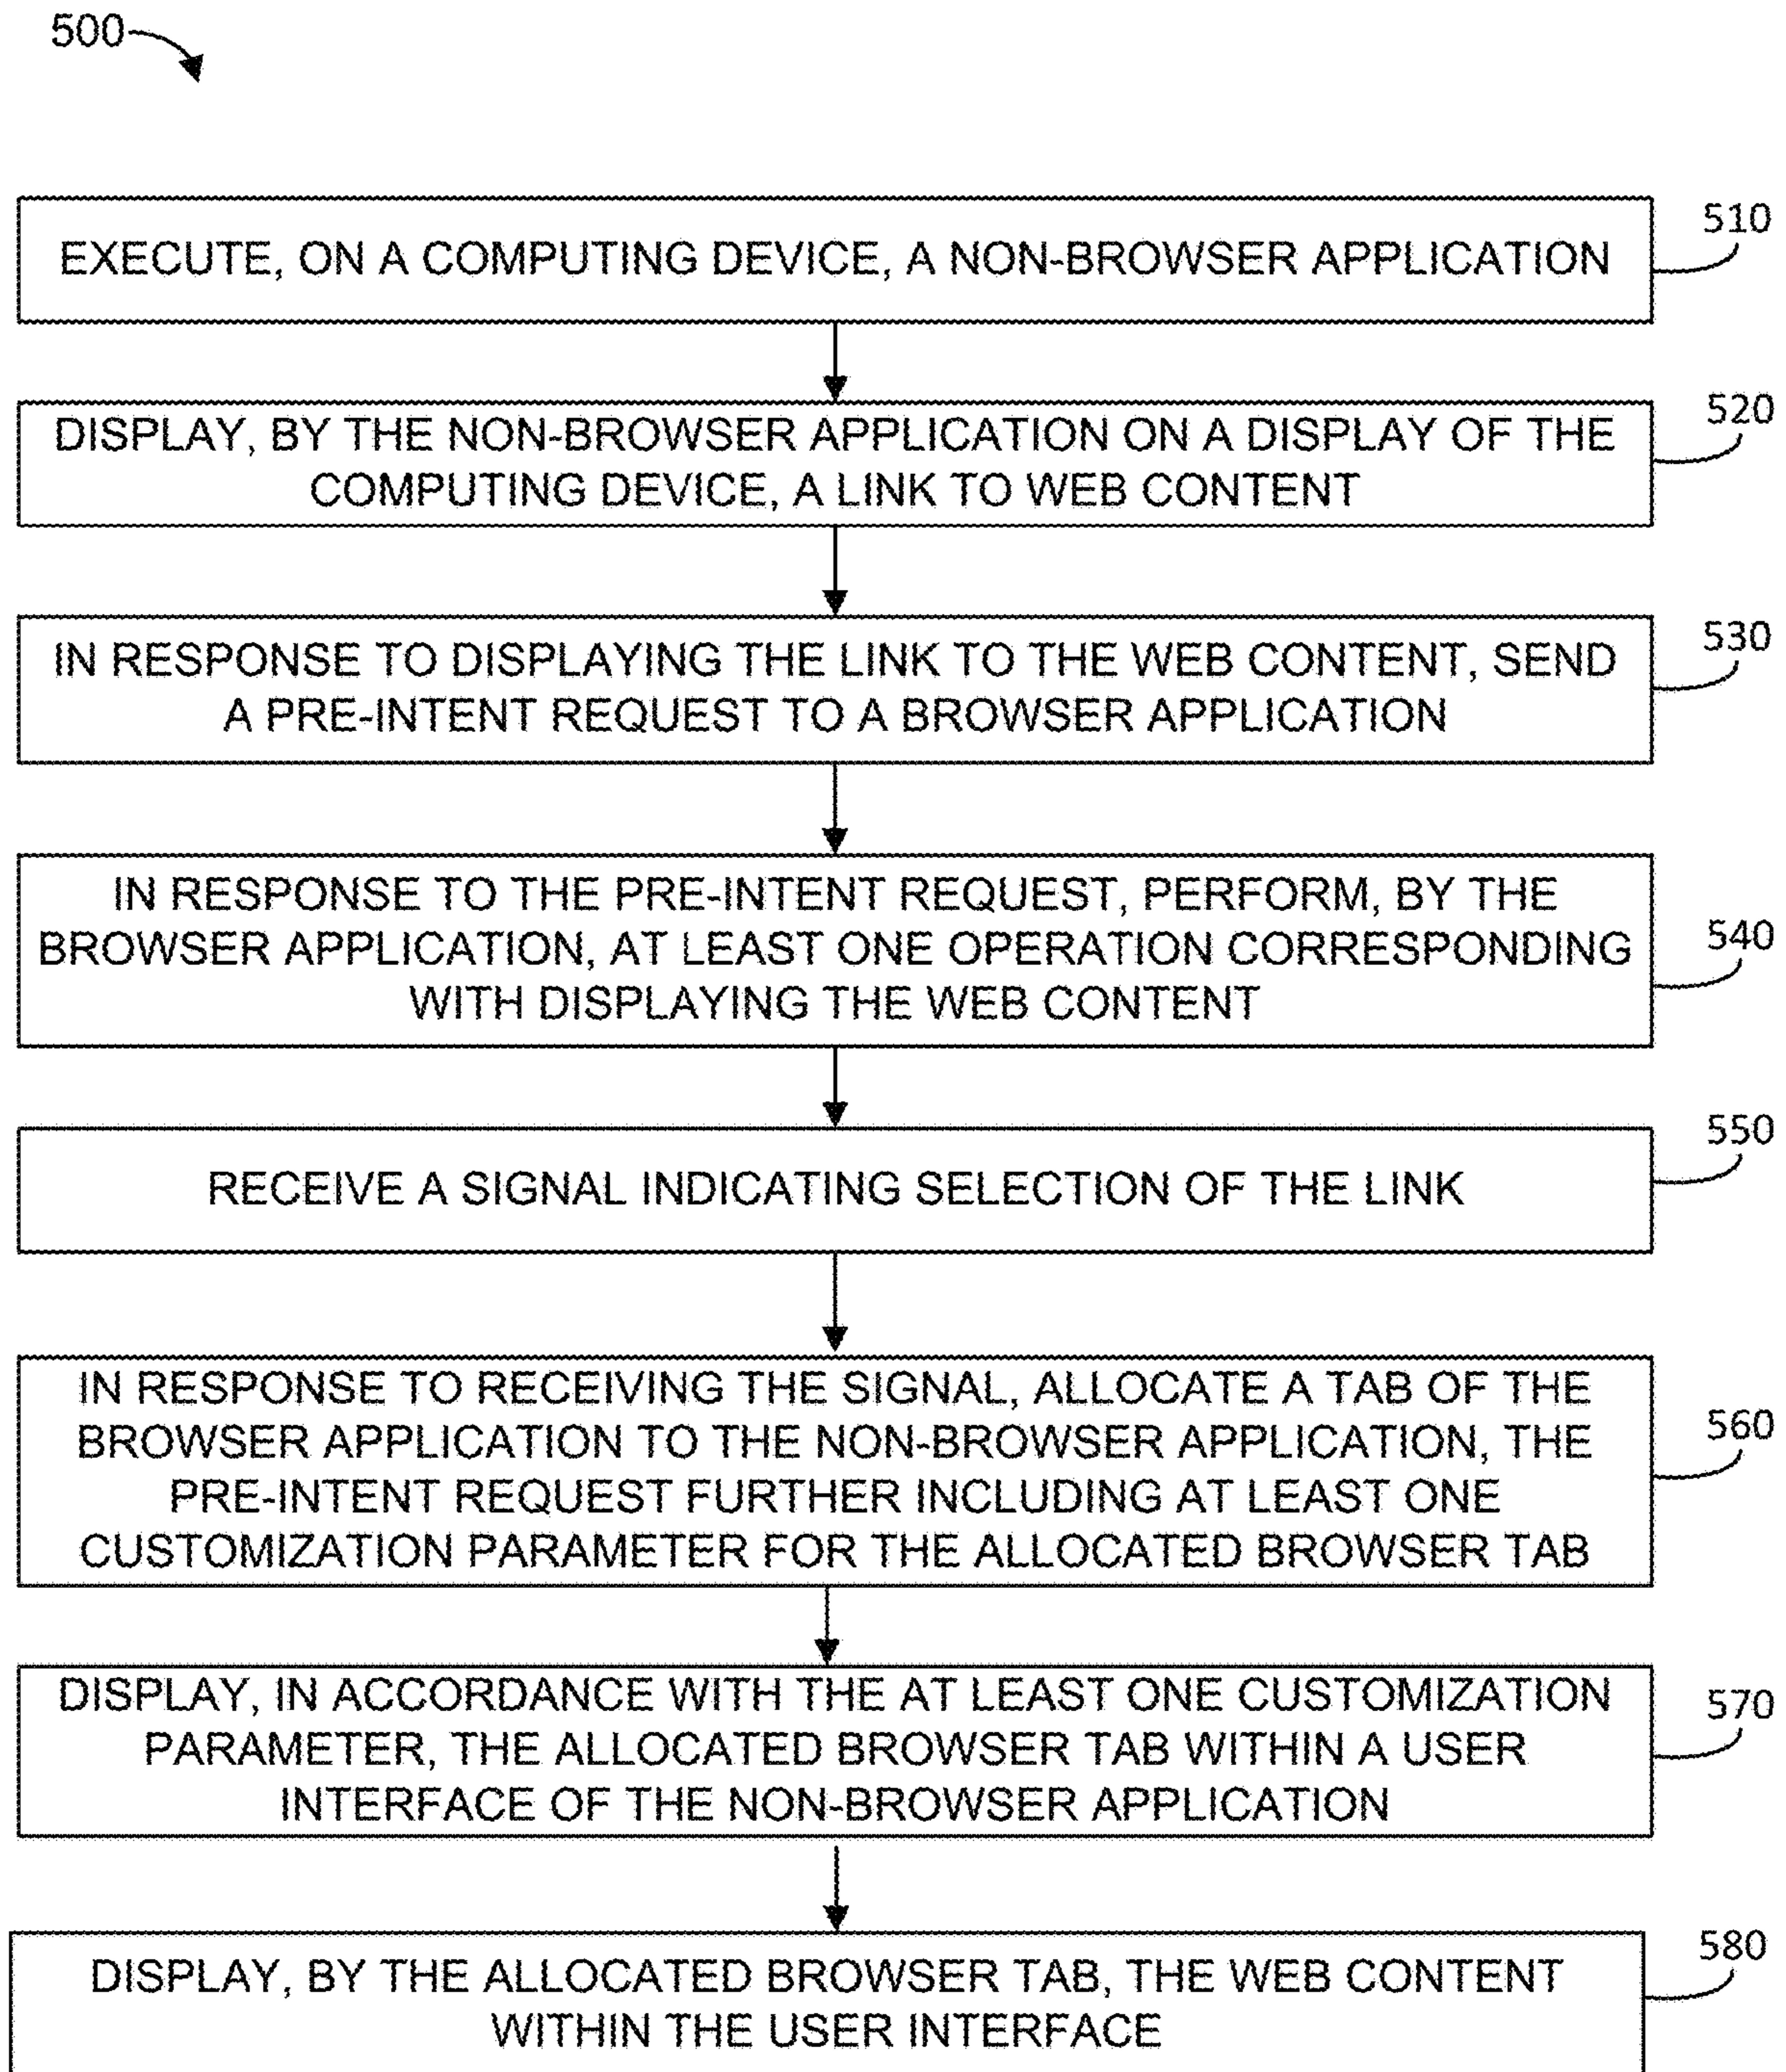 500
510
EXECUTE, ON A COMPUTING DEVICE, A NON-BROWSER APPLICATION
520
DISPLAY, BY THE NON-BROWSER APPLICATION ON A DISPLAY OF THE
COMPUTING DEVICE, A LINK TO WEB CONTENT
530
IN RESPONSE TO DISPLAYING THE LINK TO THE WEB CONTENT, SEND
A PRE-INTENT REQUEST TO A BROWSER APPLICATION
540
IN RESPONSE TO THE PRE-INTENT REQUEST, PERFORM, BY THE
BROWSER APPLICATION, AT LEAST ONE OPERATION CORRESPONDING
WITH DISPLAYING THE WEB CONTENT
550
RECEIVE A SIGNAL INDICATING SELECTION OF THE LINK
560
IN RESPONSE TO RECEIVING THE SIGNAL, ALLOCATE A TAB OF THE
BROWSER APPLICATION TO THE NON-BROWSER APPLICATION, THE
PRE-INTENT REQUEST FURTHER INCLUDING AT LEAST ONE
CUSTOMIZATION PARAMETER FOR THE ALLOCATED BROWSER TAB
570
DISPLAY, IN ACCORDANCE WITH THE AT LEAST ONE CUSTOMIZATION
PARAMETER, THE ALLOCATED BROWSER TAB WITHIN A USER
INTERFACE OF THE NON-BROWSER APPLICATION
580
DISPLAY, BY THE ALLOCATED BROWSER TAB, THE WEB CONTENT
WITHIN THE USER INTERFACE